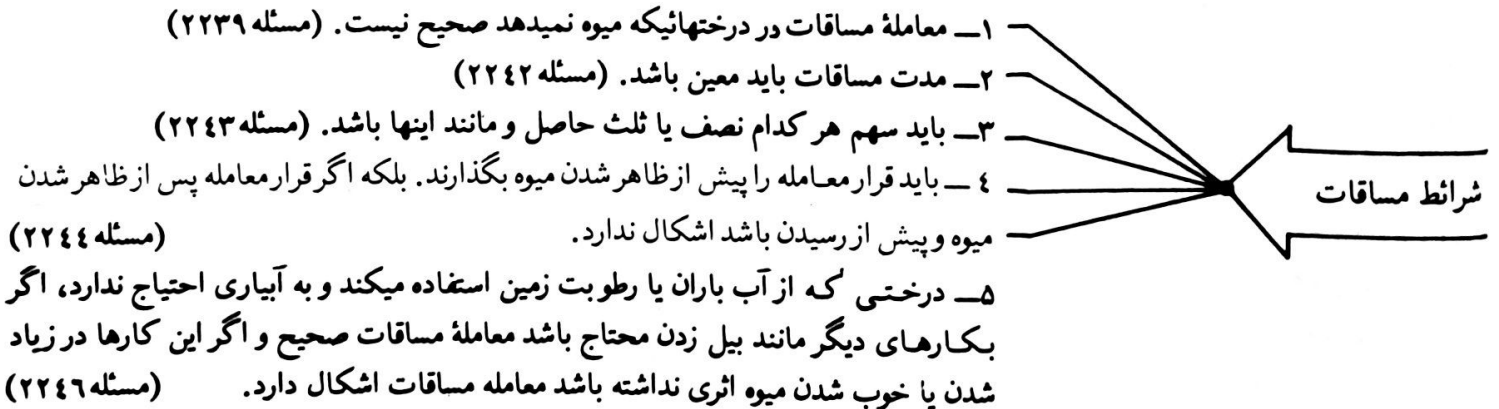 شرائط مساقات
۱ــ معاملهٔ مساقات در درختهائیکه میوه نمیدهد صحیح نیست. (مسئله ۲۲۳۹)
۲ــ مدت مساقات باید معین باشد. (مسئله ۲۲٤۲)
۳ــ باید سهم هر کدام نصف یا ثلث حاصل و مانند اینها باشد. (مسئله ۲۲٤۳)
٤ ــ باید قرار معـامله را پیش از ظاهر شدن میوه بگذارند. بلکه اگر قرار معامله پس از ظاهر شدن
میوه و پیش از رسیدن باشد اشکال ندارد. (مسئله ۲۲٤٤)
۵ــ درخـتـی کـه از آب باران یا رطوبت زمین استفاده میکند و به آبیاری احتیاج ندارد، اگر
بـکـارهـای دیگر مانند بیل زدن محتاج باشد معاملهٔ مساقات صحیح و اگر این کارها در زیاد
شدن یا خوب شدن میوه اثری نداشته باشد معامله مساقات اشکال دارد. (مسئله ۲۲٤٦)